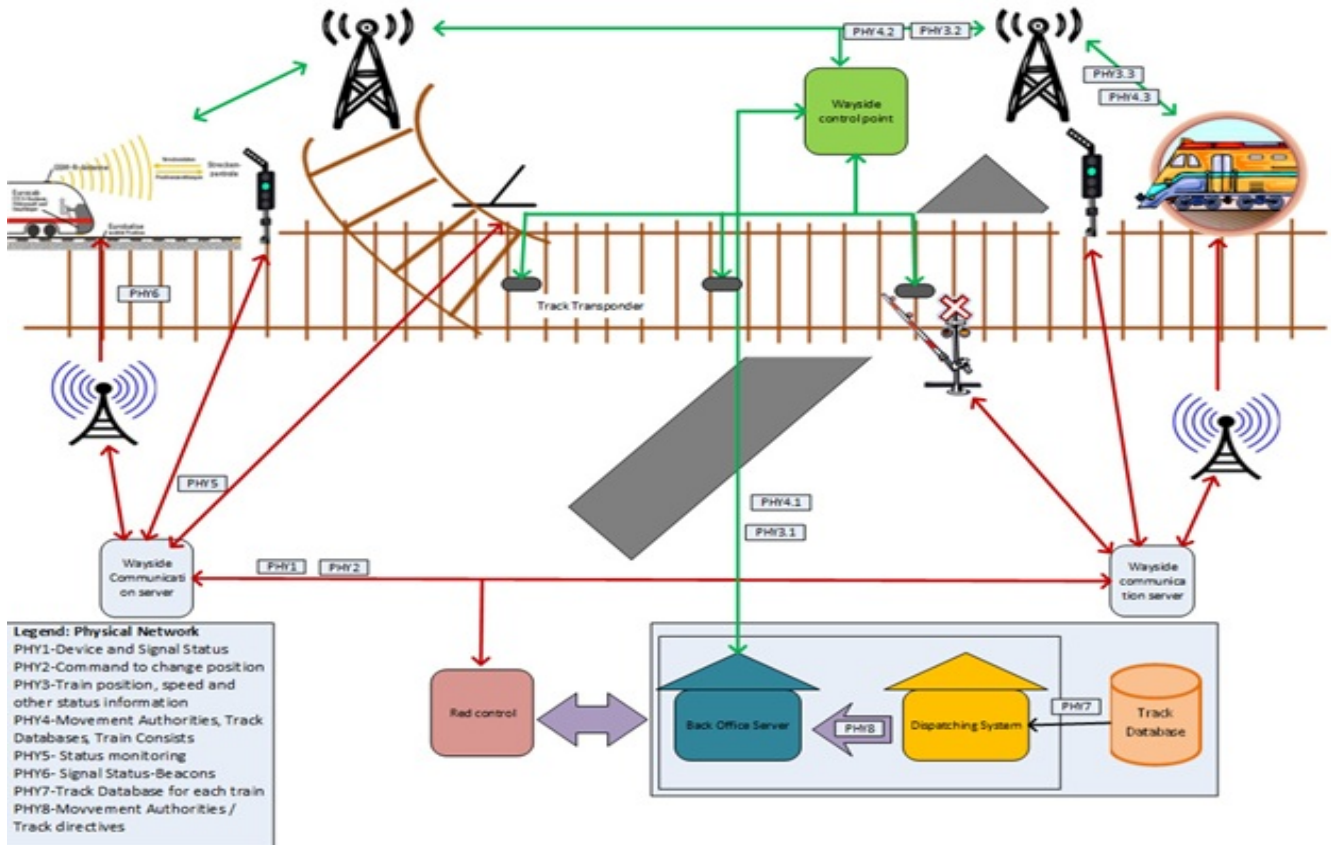 PHY4.2
PHY3.2
PHY3.3
PHY4.3
Wayside
control point
Strecken-
zentrale
Eurocab
Eurobalise
PHY6
Track Transponder
PHY5
PHY4.1
PHY3.1
Wayside
Communicati
on server
PHY1
PHY2
Wayside
communica
tion server
Legend: Physical Network
PHY1-Device and Signal Status
PHY2-Command to change position
PHY3-Train position, speed and
other status information
PHY4-Movement Authorities, Track
Databases, Train Consists
PHY5- Status monitoring
PHY6- Signal Status-Beacons
PHY7-Track Database for each train
PHY8-Movvement Authorities /
Track directives
Red control
Back Office Server
PHY8
Dispatching System
PHY7
Track
Database